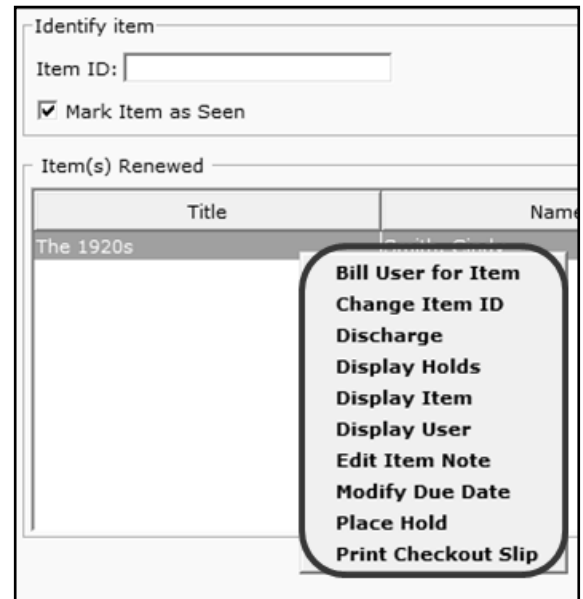 Identify item
Item ID:
Mark Item as Seen
Item(s) Renewed
Title Name
The 1920s
Bill User for Item
Change Item ID
Discharge
Display Holds
Display Item
Display User
Edit Item Note
Modify Due Date
Place Hold
Print Checkout Slip